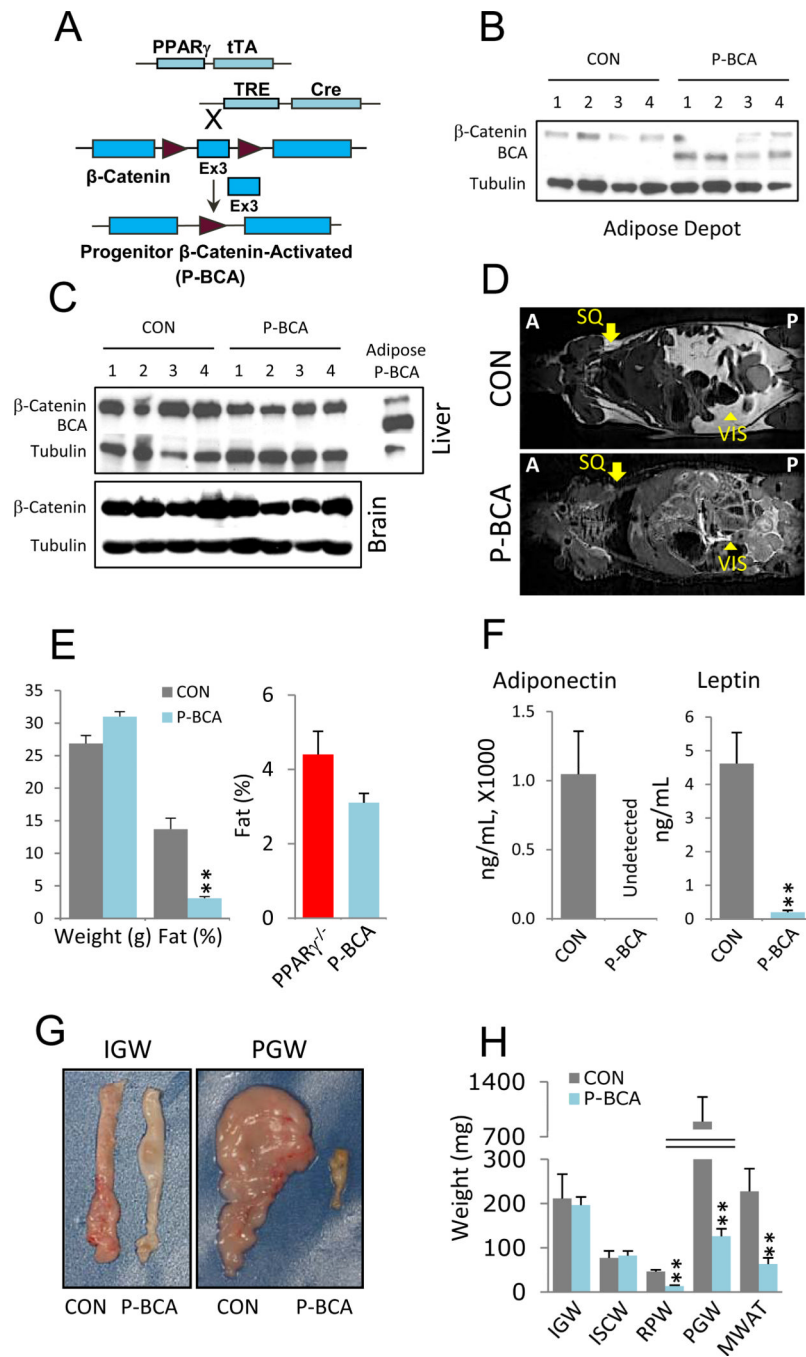 A
PPARγ tTA
TRE Cre
X
Ex3
β-Catenin
Ex3
Progenitor β-Catenin-Activated
(P-BCA)
B
CON P-BCA
1 2 3 4 1 2 3 4
β-Catenin
BCA
Tubulin
Adipose Depot
C
CON P-BCA Adipose
P-BCA
1 2 3 4 1 2 3 4
β-Catenin
BCA
Tubulin
Liver
β-Catenin
Tubulin
Brain
D
CON
A SQ P
VIS
P-BCA
A SQ P
VIS
E
35
30
25
20
15
10
5
0
CON
P-BCA
**
Weight (g) Fat (%)
Fat (%)
6
4
2
0
PPARγ-/-
P-BCA
F
Adiponectin
ng/mL, X1000
1.5
1.0
0.5
0.0
Undetected
CON
P-BCA
Leptin
ng/mL
6
5
4
3
2
1
0
**
CON
P-BCA
G
IGW PGW
CON P-BCA CON P-BCA
H
Weight (mg)
1400
700
300
200
100
0
CON
P-BCA
**
**
**
IGW
ISCW
RPW
PGW
MWAT